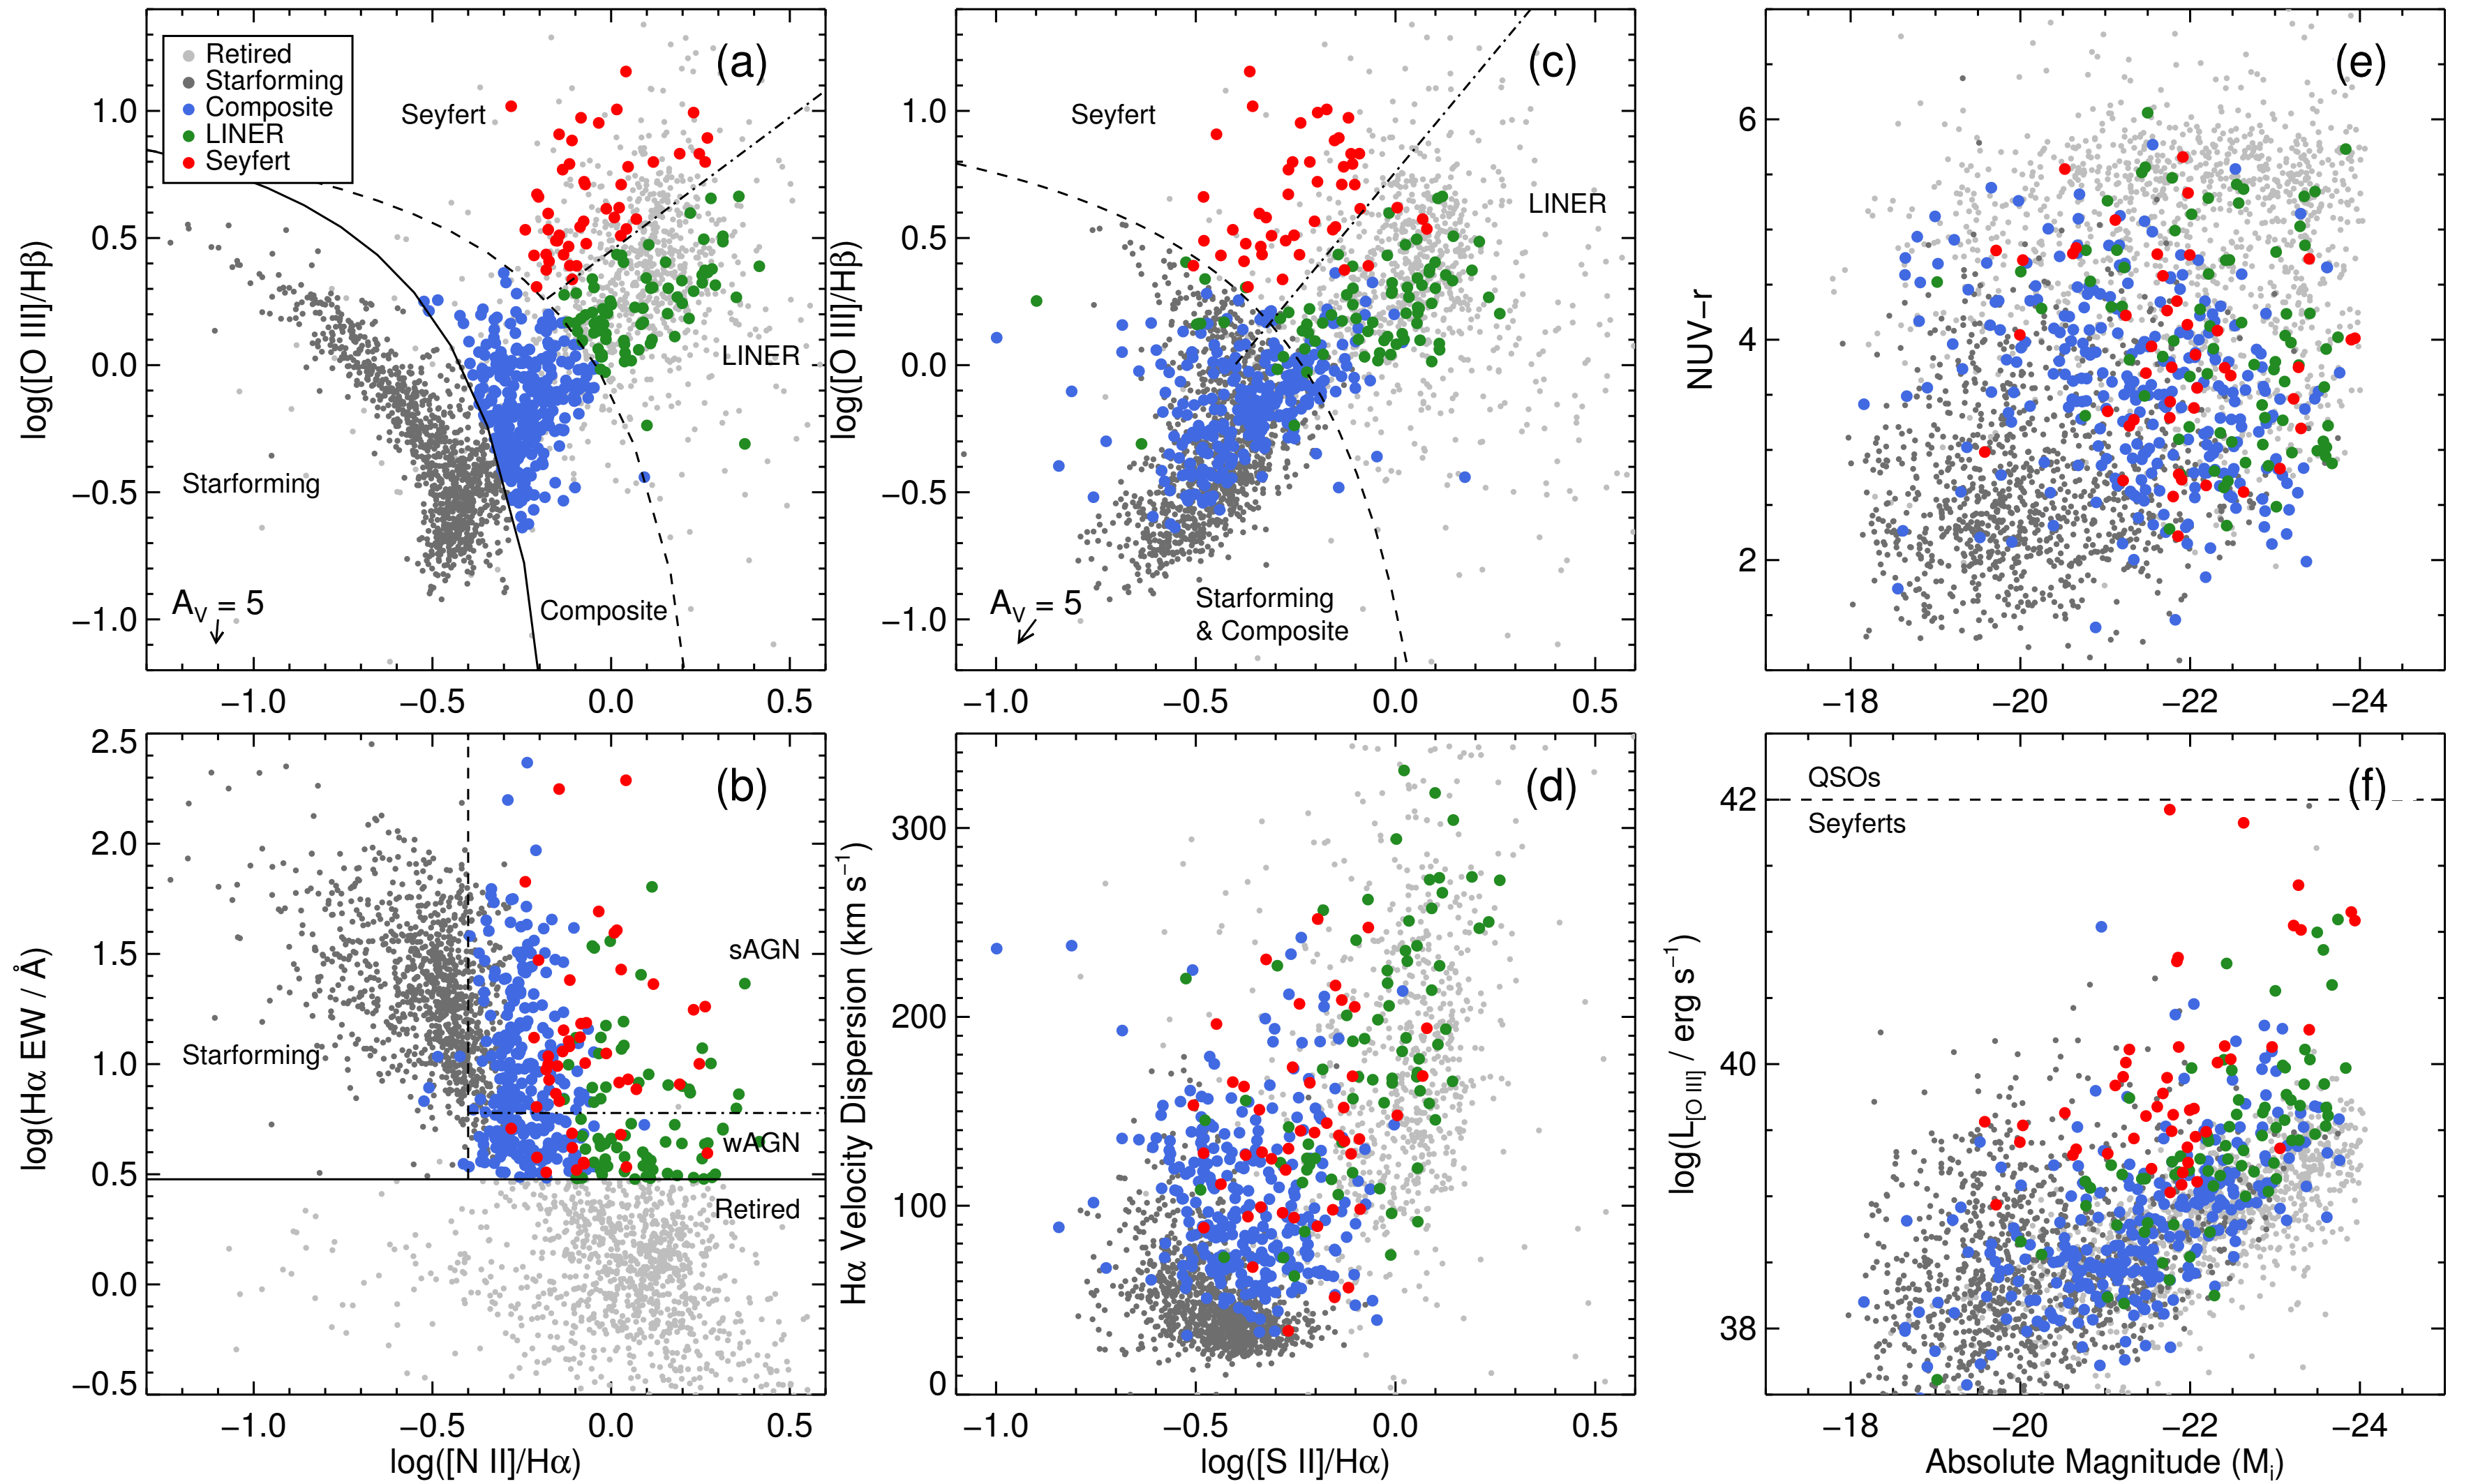 (a)
Retired
Starforming
Composite
LINER
Seyfert
Seyfert
LINER
Starforming
Composite
A_V = 5
log([O III]/Hβ)
1.0
0.5
0.0
−0.5
−1.0
−1.0
−0.5
0.0
0.5
(c)
Seyfert
LINER
Starforming
& Composite
A_V = 5
log([O III]/Hβ)
1.0
0.5
0.0
−0.5
−1.0
−1.0
−0.5
0.0
0.5
(e)
NUV−r
6
4
2
−18
−20
−22
−24
(b)
Starforming
sAGN
wAGN
Retired
log(Hα EW / Å)
2.5
2.0
1.5
1.0
0.5
0.0
−0.5
−1.0
−0.5
0.0
0.5
log([N II]/Hα)
(d)
Hα Velocity Dispersion (km s⁻¹)
300
200
100
0
−1.0
−0.5
0.0
0.5
log([S II]/Hα)
(f)
QSOs
Seyferts
log(L_[O III] / erg s⁻¹)
42
40
38
−18
−20
−22
−24
Absolute Magnitude (M_i)